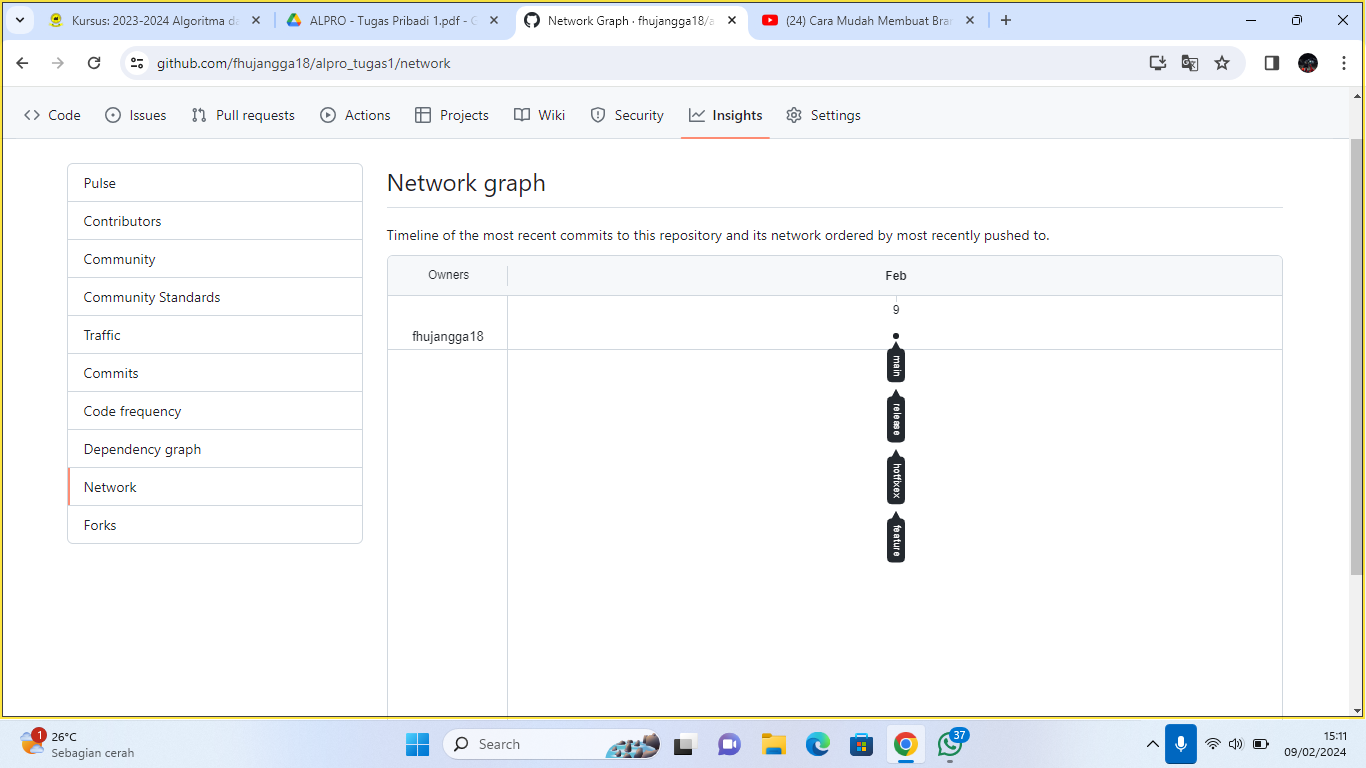 Kursus: 2023-2024 Algoritma da
ALPRO - Tugas Pribadi 1.pdf - G
Network Graph · fhujangga18/a
(24) Cara Mudah Membuat Bran
github.com/fhujangga18/alpro_tugas1/network
Code
Issues
Pull requests
Actions
Projects
Wiki
Security
Insights
Settings
Pulse
Contributors
Community
Community Standards
Traffic
Commits
Code frequency
Dependency graph
Network
Forks
Network graph
Timeline of the most recent commits to this repository and its network ordered by most recently pushed to.
Owners
Feb
9
fhujangga18
main
release
hotfixex
feature
1
26°C
Sebagian cerah
Search
37
15:11
09/02/2024